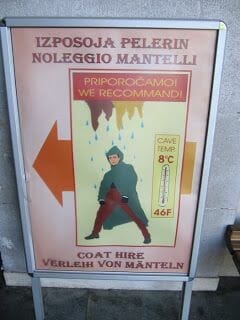 IZPOSOJA PELERIN
NOLEGGIO MANTELLI
PRIPOROČAMO!
WE RECOMMAND!
CAVE
TEMP.
8°C
46F
COAT HIRE
VERLEIH VON MÄNTELN